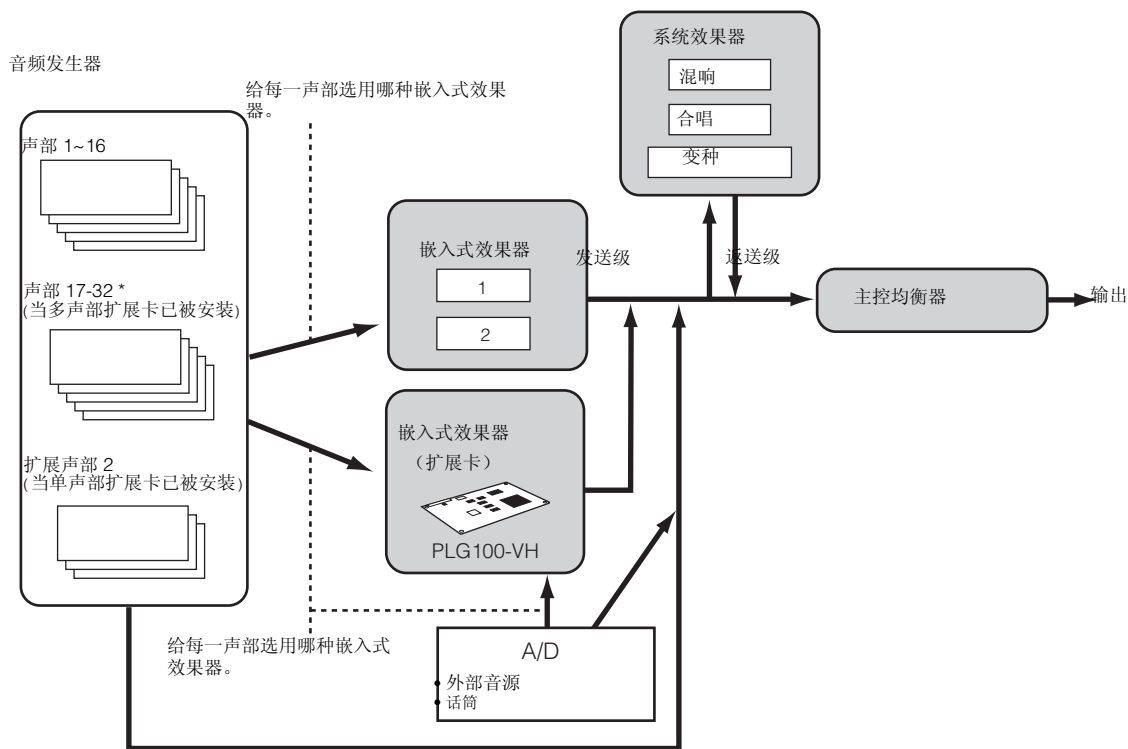 音频发生器
声部 1~16
声部 17-32 *
(当多声部扩展卡已被安装)
扩展声部 2
(当单声部扩展卡已被安装)
给每一声部选用哪种嵌入式效果
器。
系统效果器
混响
合唱
变种
嵌入式效果器
1
2
发送级
返送级
主控均衡器
输出
嵌入式效果器
（扩展卡）
PLG100-VH
给每一声部选用哪种嵌入式
效果器。
A/D
外部音源
话筒